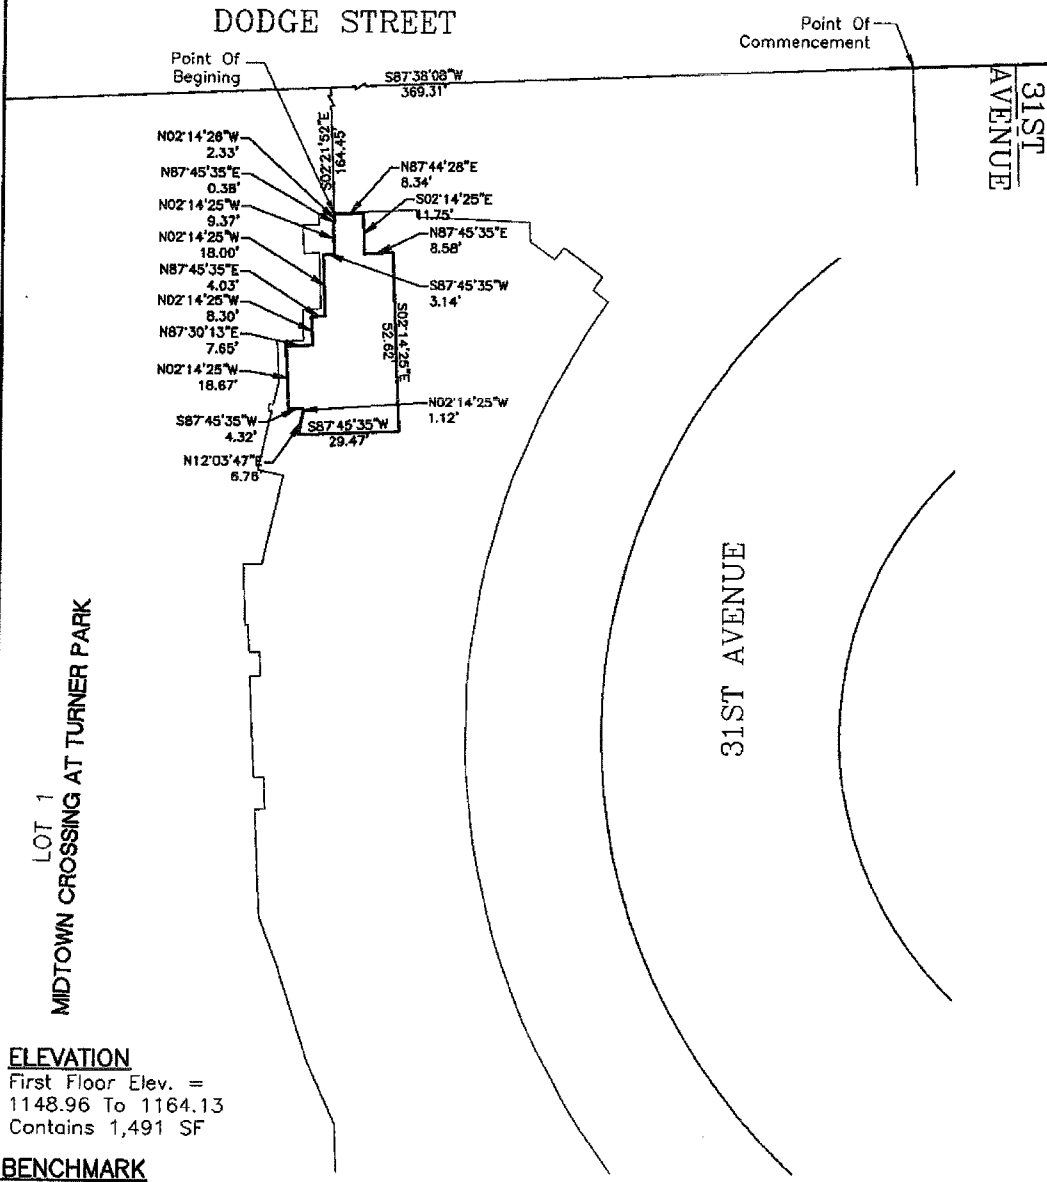 DODGE STREET
Point Of
Commencement
Point Of
Begining
S87°38'08"W
369.31'
31ST
AVENUE
S02°21'52"E
164.45'
N02°14'26"W
2.33'
N87°45'35"E
0.38'
N02°14'25"W
9.37'
N02°14'25"W
18.00'
N87°45'35"E
4.03'
N02°14'25"W
8.30'
N87°30'13"E
7.65'
N02°14'25"W
18.67'
S87°45'35"W
4.32'
N12°03'47"E
6.76'
N87°44'28"E
8.34'
S02°14'25"E
11.75'
N87°45'35"E
8.58'
S87°45'35"W
3.14'
S02°14'25"E
52.62'
N02°14'25"W
1.12'
S87°45'35"W
29.47'
31ST AVENUE
LOT 1
MIDTOWN CROSSING AT TURNER PARK
ELEVATION
First Floor Elev. =
1148.96 To 1164.13
Contains 1,491 SF
BENCHMARK